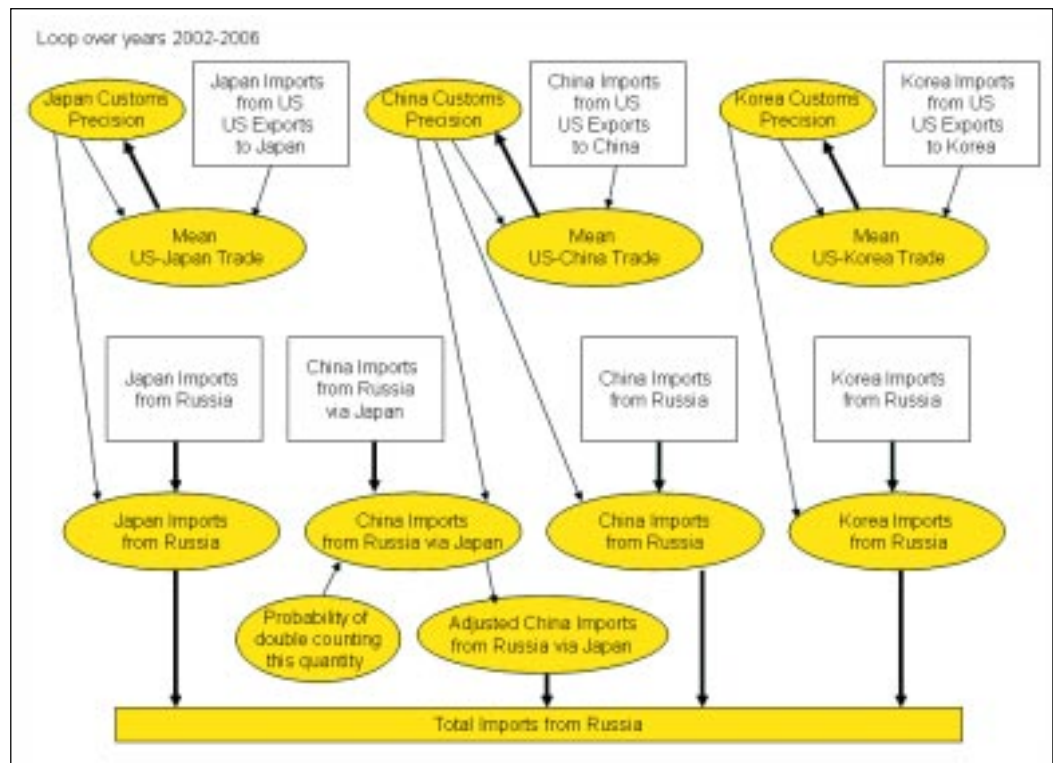 Loop over years 2002-2006
Japan Customs
Precision
Japan Imports
from US
US Exports
to Japan
China Customs
Precision
China Imports
from US
US Exports
to China
Korea Customs
Precision
Korea Imports
from US
US Exports
to Korea
Mean
US-Japan Trade
Mean
US-China Trade
Mean
US-Korea Trade
Japan Imports
from Russia
China Imports
from Russia
via Japan
China Imports
from Russia
Korea Imports
from Russia
Japan Imports
from Russia
China Imports
from Russia via Japan
China Imports
from Russia
Korea Imports
from Russia
Probability of
double counting
this quantity
Adjusted China Imports
from Russia via Japan
Total Imports from Russia